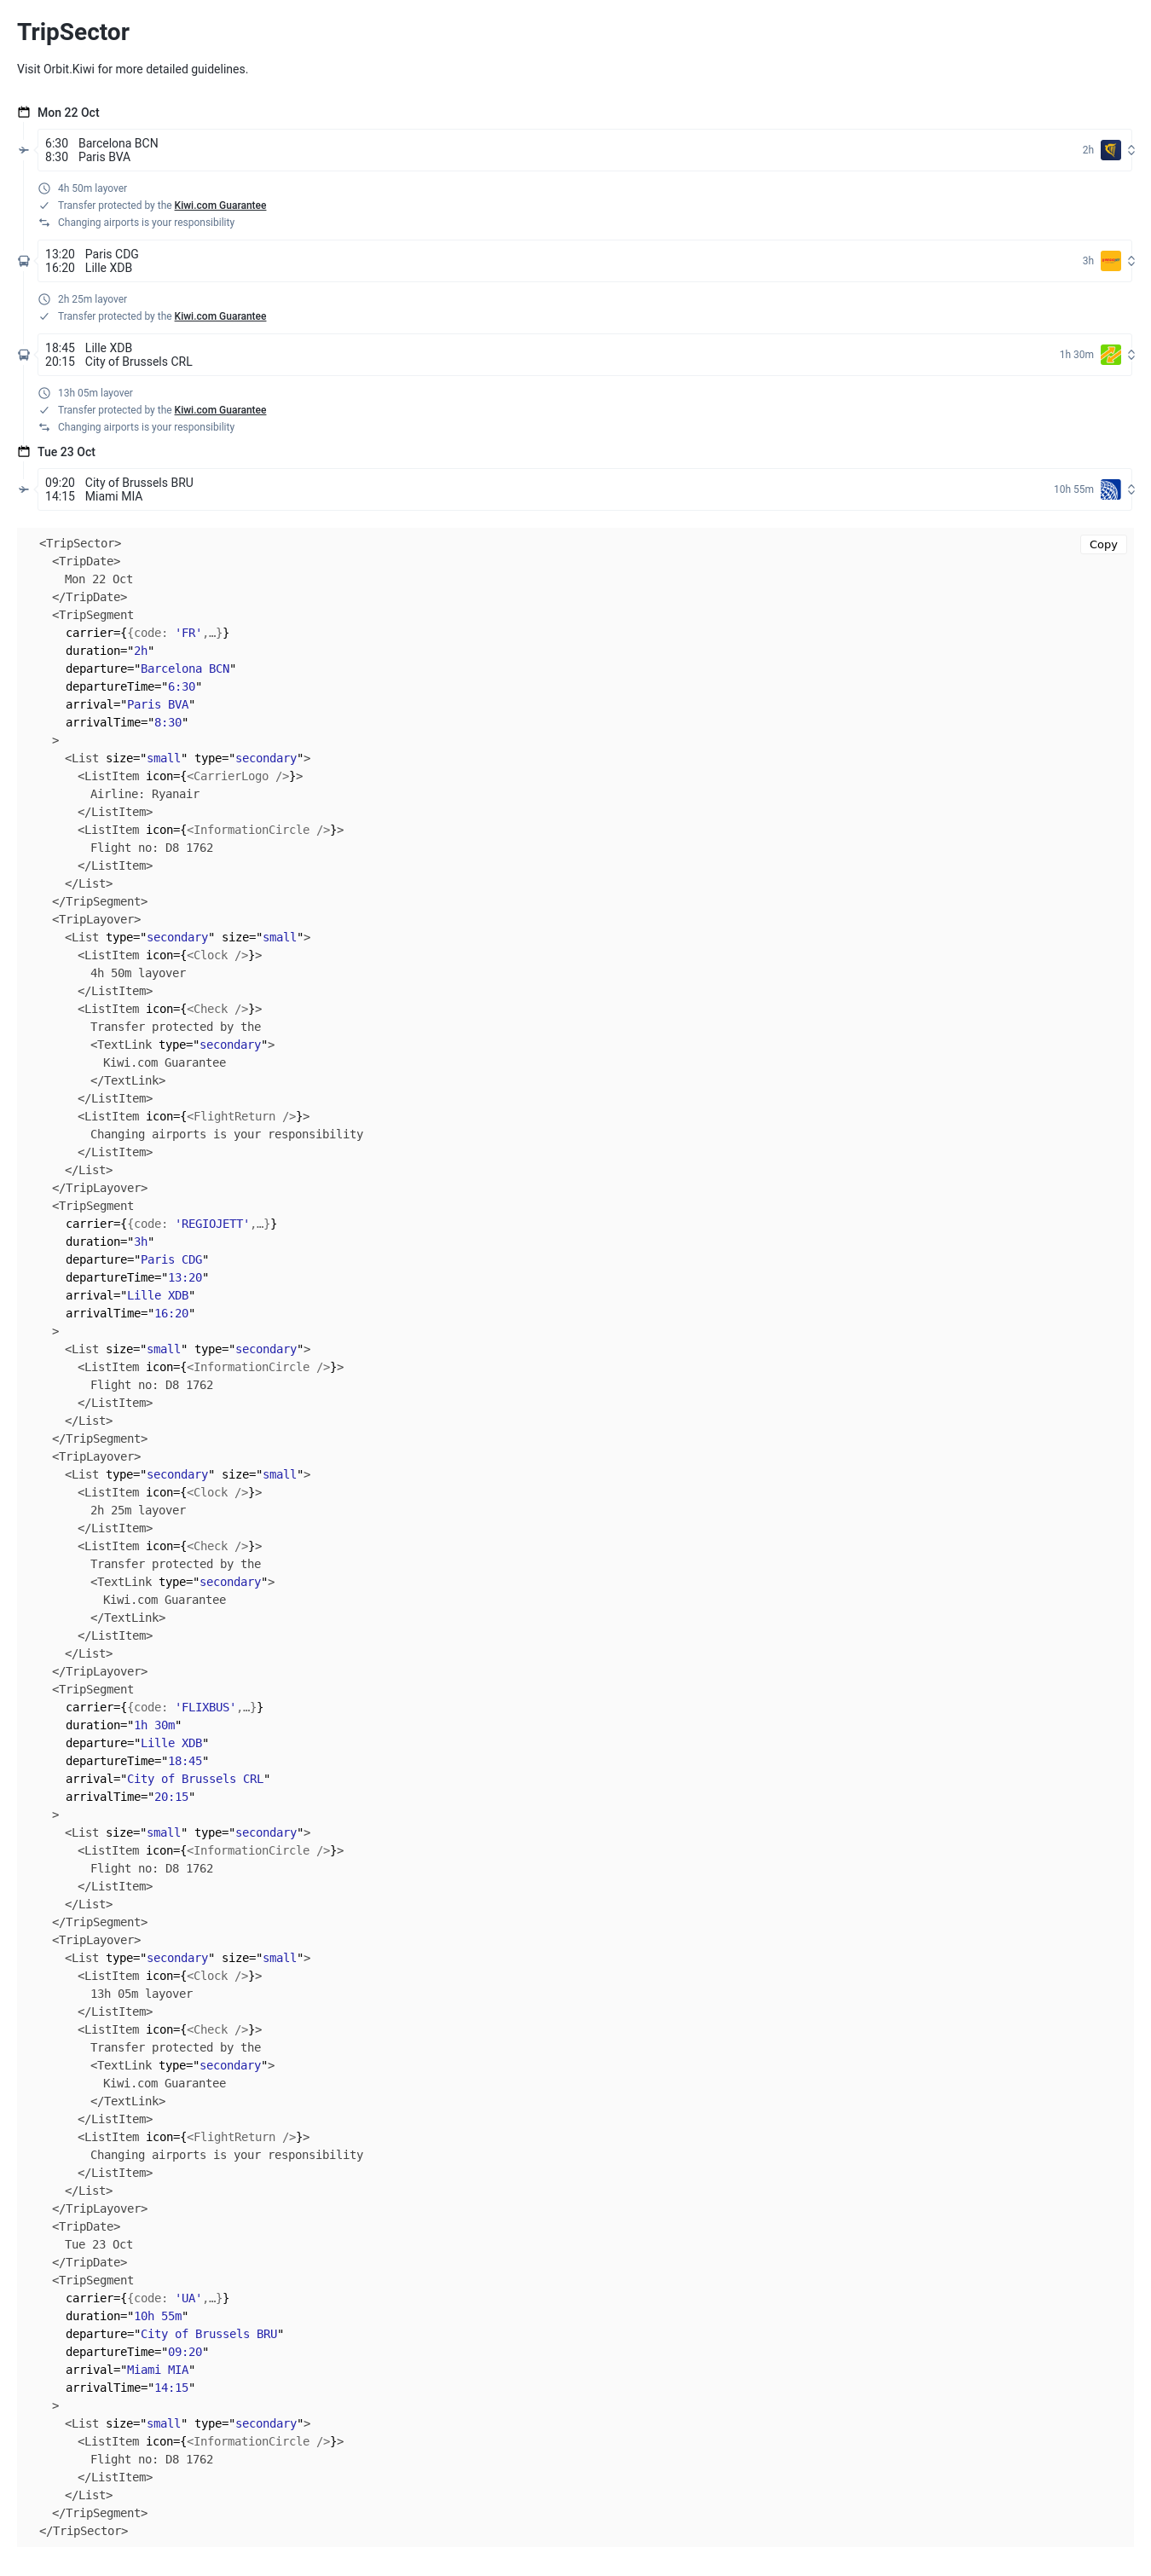 TripSector
Visit Orbit.Kiwi for more detailed guidelines.
Mon 22 Oct
6:30 Barcelona BCN
8:30 Paris BVA
2h
4h 50m layover
Transfer protected by the Kiwi.com Guarantee
Changing airports is your responsibility
13:20 Paris CDG
16:20 Lille XDB
3h
2h 25m layover
Transfer protected by the Kiwi.com Guarantee
18:45 Lille XDB
20:15 City of Brussels CRL
1h 30m
13h 05m layover
Transfer protected by the Kiwi.com Guarantee
Changing airports is your responsibility
Tue 23 Oct
09:20 City of Brussels BRU
14:15 Miami MIA
10h 55m
Copy
<TripSector>
<TripDate>
Mon 22 Oct
</TripDate>
<TripSegment
carrier={{code: 'FR',…}}
duration="2h"
departure="Barcelona BCN"
departureTime="6:30"
arrival="Paris BVA"
arrivalTime="8:30"
>
<List size="small" type="secondary">
<ListItem icon={<CarrierLogo />}>
Airline: Ryanair
</ListItem>
<ListItem icon={<InformationCircle />}>
Flight no: D8 1762
</ListItem>
</List>
</TripSegment>
<TripLayover>
<List type="secondary" size="small">
<ListItem icon={<Clock />}>
4h 50m layover
</ListItem>
<ListItem icon={<Check />}>
Transfer protected by the
<TextLink type="secondary">
Kiwi.com Guarantee
</TextLink>
</ListItem>
<ListItem icon={<FlightReturn />}>
Changing airports is your responsibility
</ListItem>
</List>
</TripLayover>
<TripSegment
carrier={{code: 'REGIOJETT',…}}
duration="3h"
departure="Paris CDG"
departureTime="13:20"
arrival="Lille XDB"
arrivalTime="16:20"
>
<List size="small" type="secondary">
<ListItem icon={<InformationCircle />}>
Flight no: D8 1762
</ListItem>
</List>
</TripSegment>
<TripLayover>
<List type="secondary" size="small">
<ListItem icon={<Clock />}>
2h 25m layover
</ListItem>
<ListItem icon={<Check />}>
Transfer protected by the
<TextLink type="secondary">
Kiwi.com Guarantee
</TextLink>
</ListItem>
</List>
</TripLayover>
<TripSegment
carrier={{code: 'FLIXBUS',…}}
duration="1h 30m"
departure="Lille XDB"
departureTime="18:45"
arrival="City of Brussels CRL"
arrivalTime="20:15"
>
<List size="small" type="secondary">
<ListItem icon={<InformationCircle />}>
Flight no: D8 1762
</ListItem>
</List>
</TripSegment>
<TripLayover>
<List type="secondary" size="small">
<ListItem icon={<Clock />}>
13h 05m layover
</ListItem>
<ListItem icon={<Check />}>
Transfer protected by the
<TextLink type="secondary">
Kiwi.com Guarantee
</TextLink>
</ListItem>
<ListItem icon={<FlightReturn />}>
Changing airports is your responsibility
</ListItem>
</List>
</TripLayover>
<TripDate>
Tue 23 Oct
</TripDate>
<TripSegment
carrier={{code: 'UA',…}}
duration="10h 55m"
departure="City of Brussels BRU"
departureTime="09:20"
arrival="Miami MIA"
arrivalTime="14:15"
>
<List size="small" type="secondary">
<ListItem icon={<InformationCircle />}>
Flight no: D8 1762
</ListItem>
</List>
</TripSegment>
</TripSector>